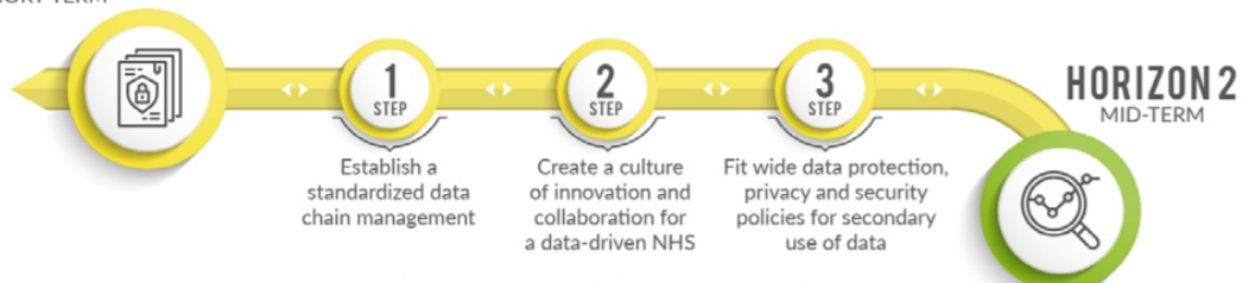 1
STEP
Establish a
standardized data
chain management
2
STEP
Create a culture
of innovation and
collaboration for
a data-driven NHS
3
STEP
Fit wide data protection,
privacy and security
policies for secondary
use of data
HORIZON 2
MID-TERM